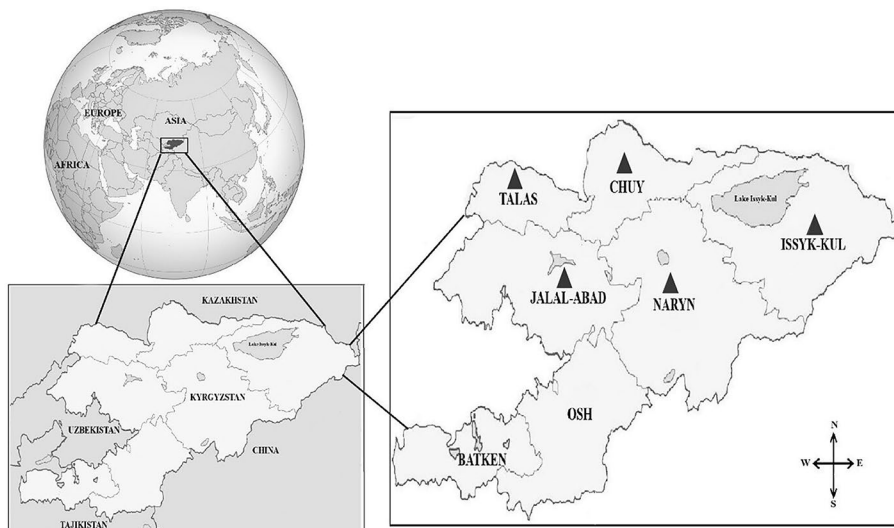 EUROPE
ASIA
AFRICA
KAZAKHSTAN
Lake Issyk-Kul
KYRGYZSTAN
UZBEKISTAN
CHINA
TAJIKISTAN
TALAS
CHUY
Lake Issyk-Kul
ISSYK-KUL
JALAL-ABAD
NARYN
OSH
BATKEN
N
W
E
S